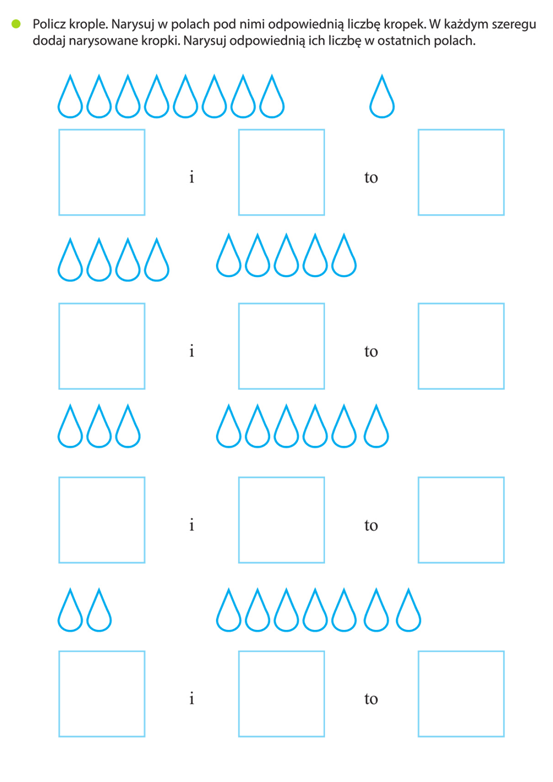 Policz krople. Narysuj w polach pod nimi odpowiednią liczbę kropek. W każdym szeregu
dodaj narysowane kropki. Narysuj odpowiednią ich liczbę w ostatnich polach.
i to
i to
i to
i to